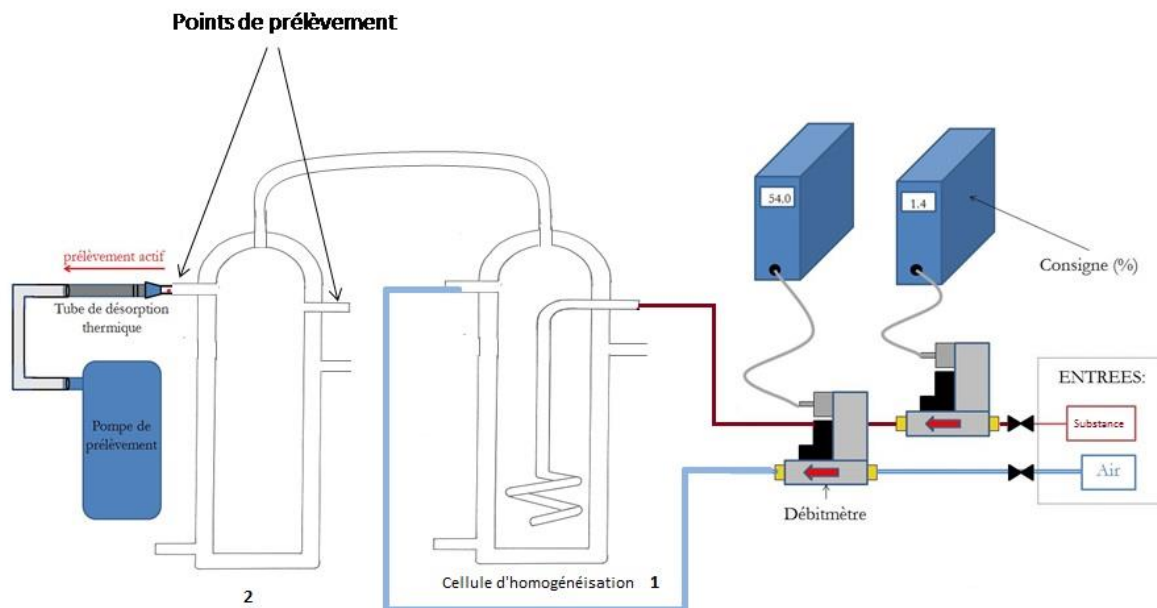 Points de prélèvement
54.0
1.4
Consigne (%)
prélèvement actif
Tube de désorption
thermique
ENTREES:
Substance
Pompe de
prélèvement
Air
Débitmètre
Cellule d'homogénéisation 1
2